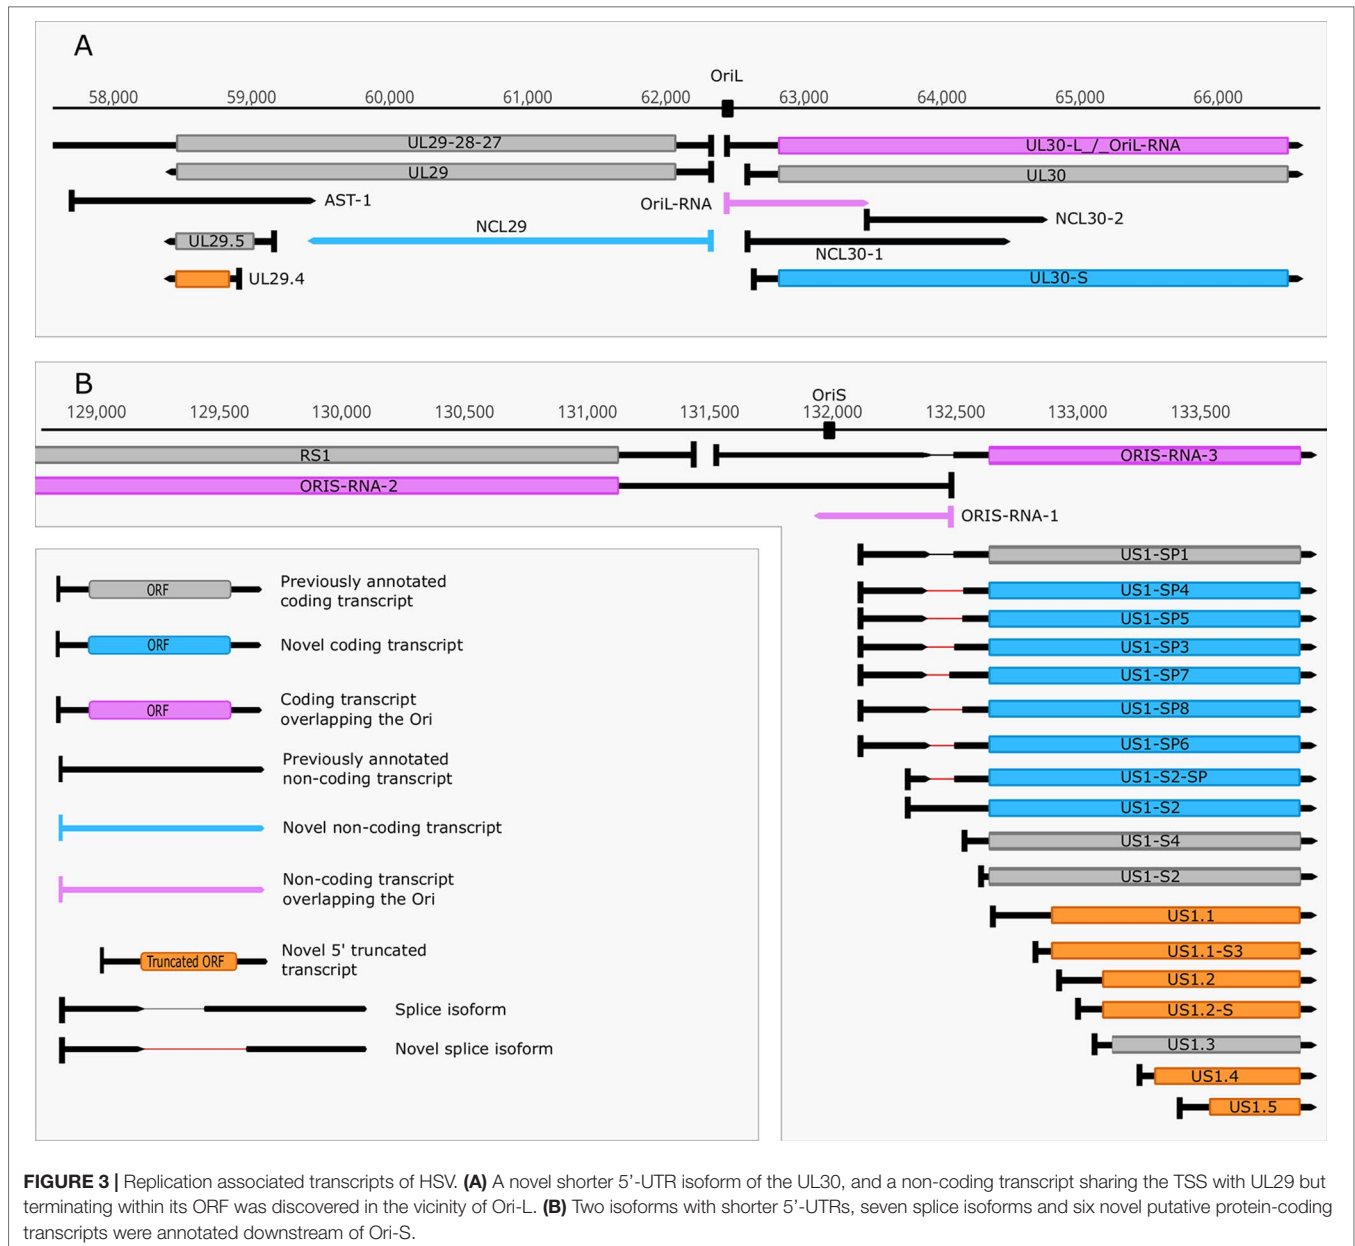 A
OriL
58,000 59,000 60,000 61,000 62,000 63,000 64,000 65,000 66,000
UL29-28-27 UL30-L_/_OriL-RNA
UL29 UL30
AST-1 OriL-RNA
NCL30-2
NCL29
UL29.5
NCL30-1
UL29.4 UL30-S
B
OriS
129,000 129,500 130,000 130,500 131,000 131,500 132,000 132,500 133,000 133,500
RS1 ORIS-RNA-3
ORIS-RNA-2
ORIS-RNA-1
US1-SP1
US1-SP4
US1-SP5
US1-SP3
US1-SP7
US1-SP8
US1-SP6
US1-S2-SP
US1-S2
US1-S4
US1-S2
US1.1
US1.1-S3
US1.2
US1.2-S
US1.3
US1.4
US1.5
ORF Previously annotated
coding transcript
ORF Novel coding transcript
ORF Coding transcript
overlapping the Ori
Previously annotated
non-coding transcript
Novel non-coding transcript
Non-coding transcript
overlapping the Ori
Truncated ORF Novel 5' truncated
transcript
Splice isoform
Novel splice isoform
FIGURE 3 | Replication associated transcripts of HSV. (A) A novel shorter 5’-UTR isoform of the UL30, and a non-coding transcript sharing the TSS with UL29 but
terminating within its ORF was discovered in the vicinity of Ori-L. (B) Two isoforms with shorter 5’-UTRs, seven splice isoforms and six novel putative protein-coding
transcripts were annotated downstream of Ori-S.